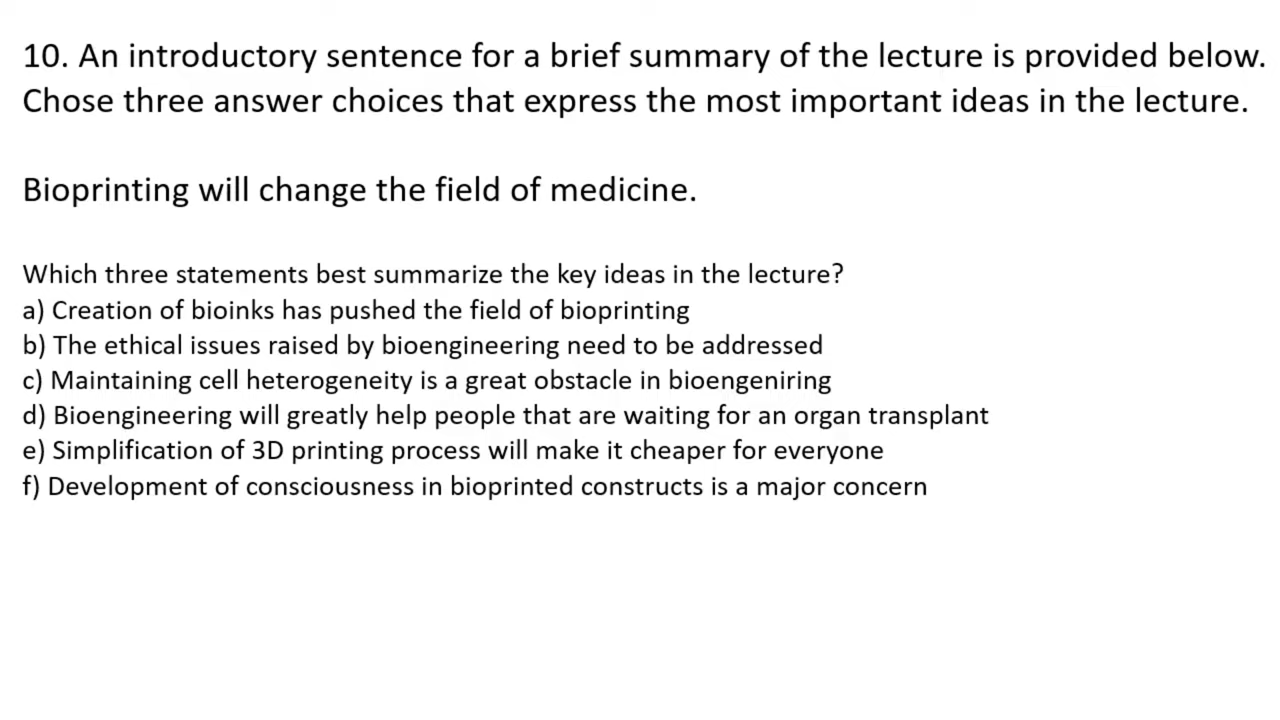 10. An introductory sentence for a brief summary of the lecture is provided below.
Chose three answer choices that express the most important ideas in the lecture.
Bioprinting will change the field of medicine.
Which three statements best summarize the key ideas in the lecture?
a) Creation of bioinks has pushed the field of bioprinting
b) The ethical issues raised by bioengineering need to be addressed
c) Maintaining cell heterogeneity is a great obstacle in bioengeniring
d) Bioengineering will greatly help people that are waiting for an organ transplant
e) Simplification of 3D printing process will make it cheaper for everyone
f) Development of consciousness in bioprinted constructs is a major concern